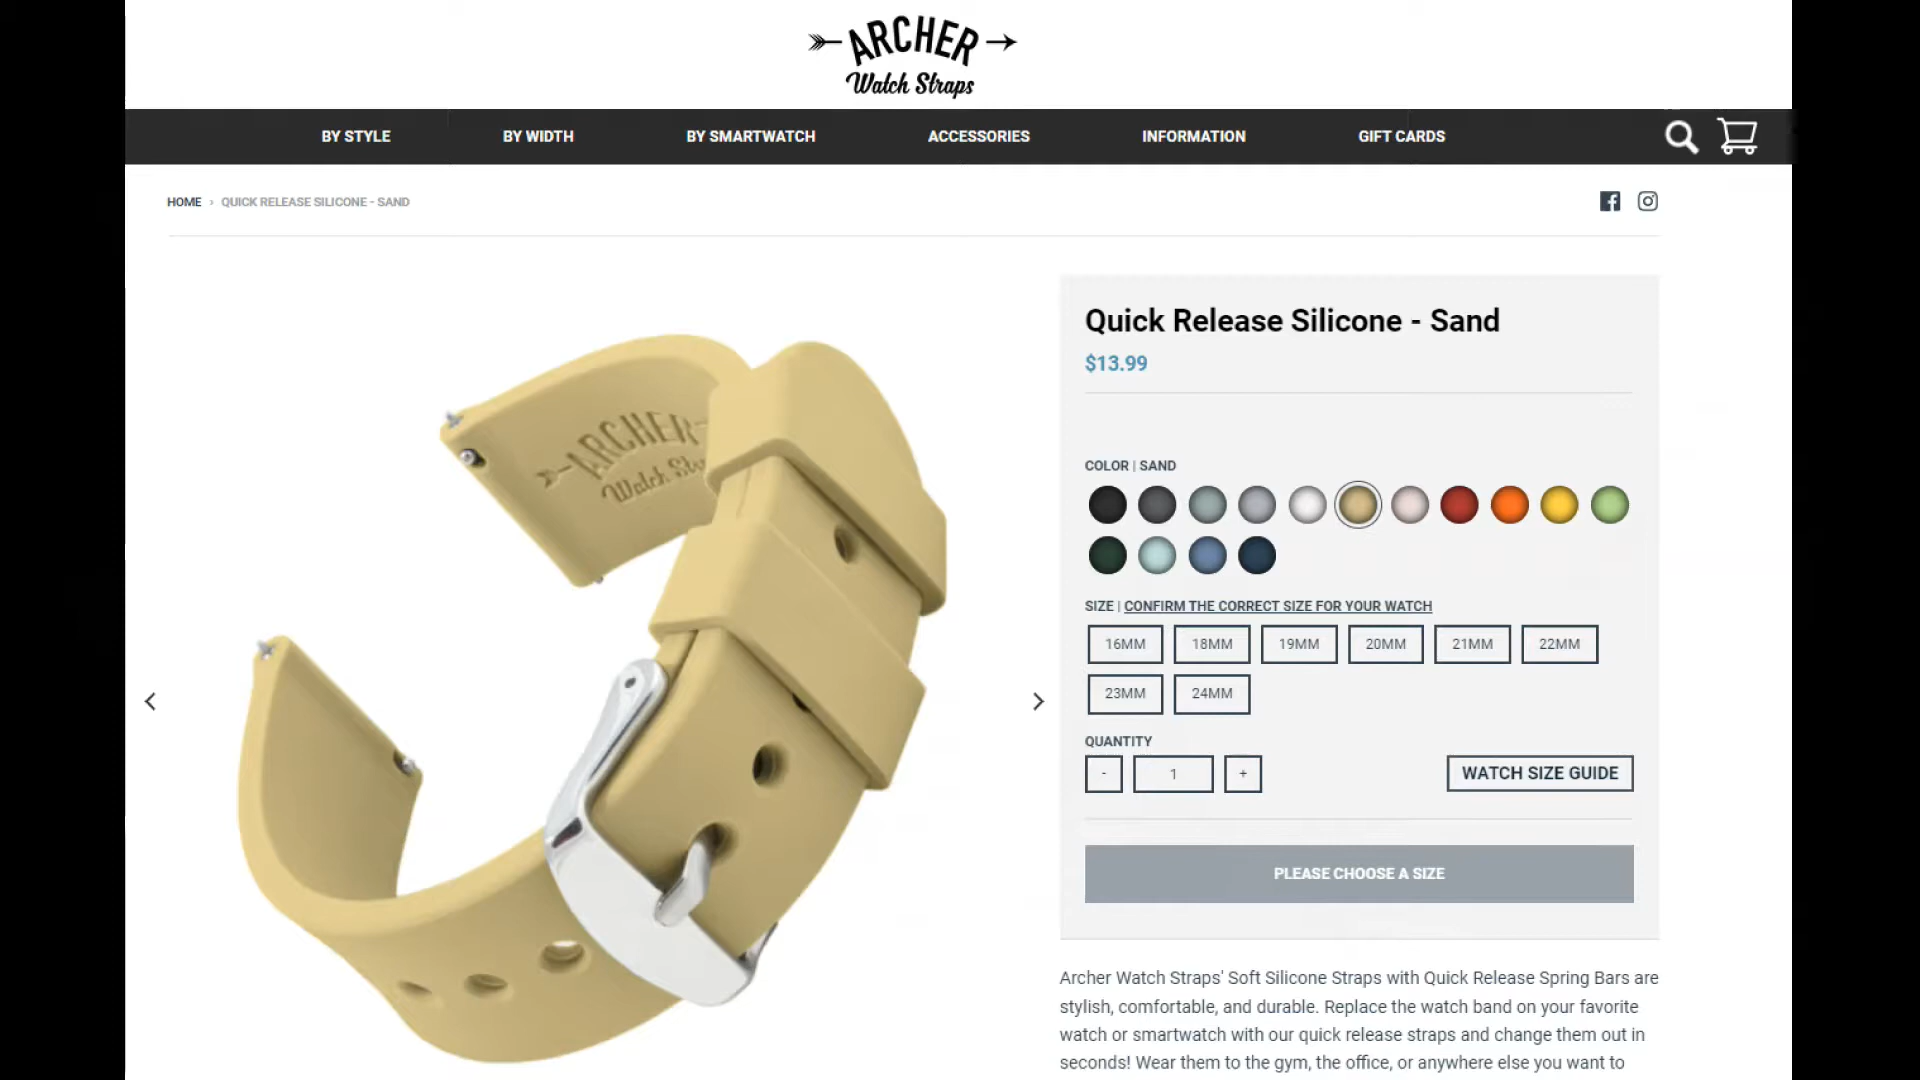 ARCHER
Watch Straps
BY STYLE BY WIDTH BY SMARTWATCH ACCESSORIES INFORMATION GIFT CARDS
HOME › QUICK RELEASE SILICONE - SAND
Quick Release Silicone - Sand
$13.99
ARCHER
Watch
COLOR | SAND
SIZE | CONFIRM THE CORRECT SIZE FOR YOUR WATCH
16MM 18MM 19MM 20MM 21MM 22MM
23MM 24MM
QUANTITY
- 1 + WATCH SIZE GUIDE
PLEASE CHOOSE A SIZE
Archer Watch Straps' Soft Silicone Straps with Quick Release Spring Bars are
stylish, comfortable, and durable. Replace the watch band on your favorite
watch or smartwatch with our quick release straps and change them out in
seconds! Wear them to the gym, the office, or anywhere else you want to